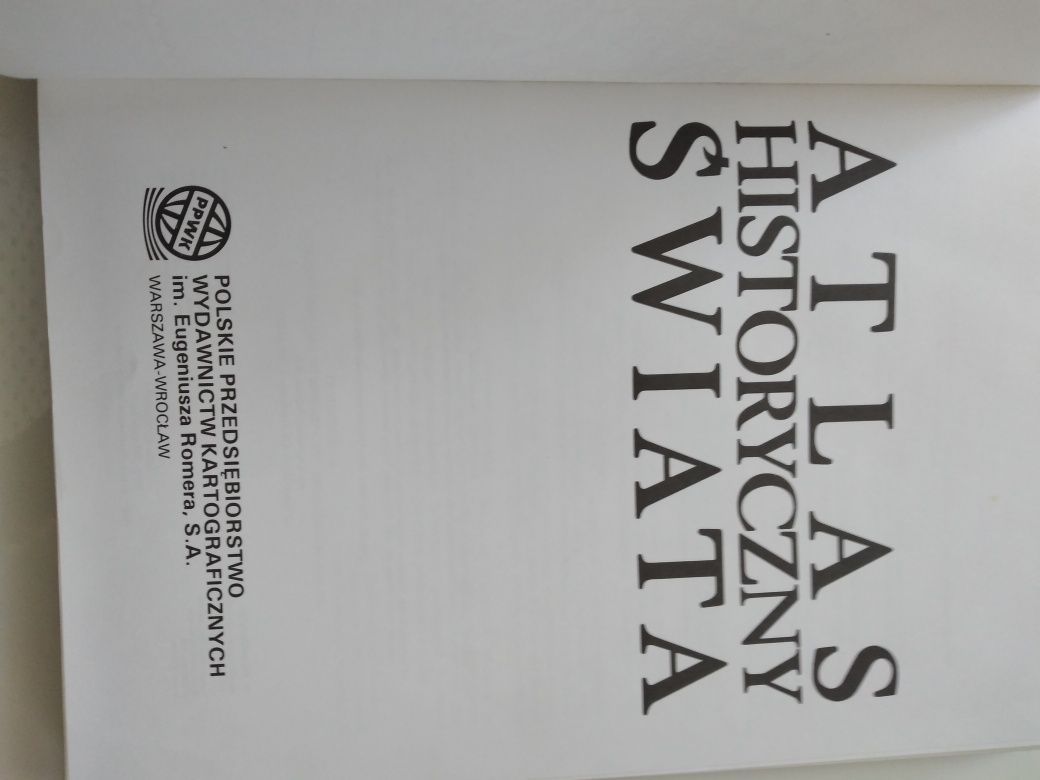 ATLAS
HISTORYCZNY
ŚWIATA
PPWK
POLSKIE PRZEDSIĘBIORSTWO
WYDAWNICTW KARTOGRAFICZNYCH
im. Eugeniusza Romera, S.A.
WARSZAWA-WROCŁAW